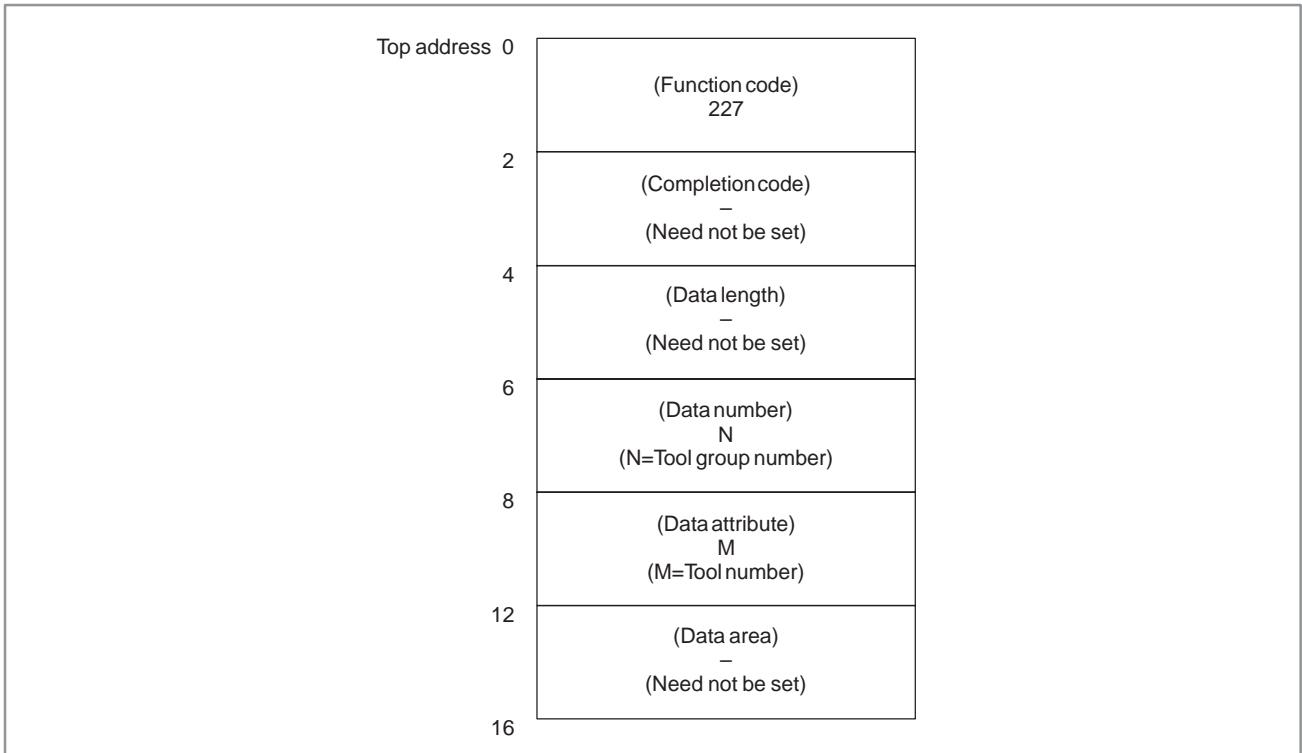 Top address 0
(Function code)
227
2
(Completion code)
–
(Need not be set)
4
(Data length)
–
(Need not be set)
6
(Data number)
N
(N=Tool group number)
8
(Data attribute)
M
(M=Tool number)
12
(Data area)
–
(Need not be set)
16